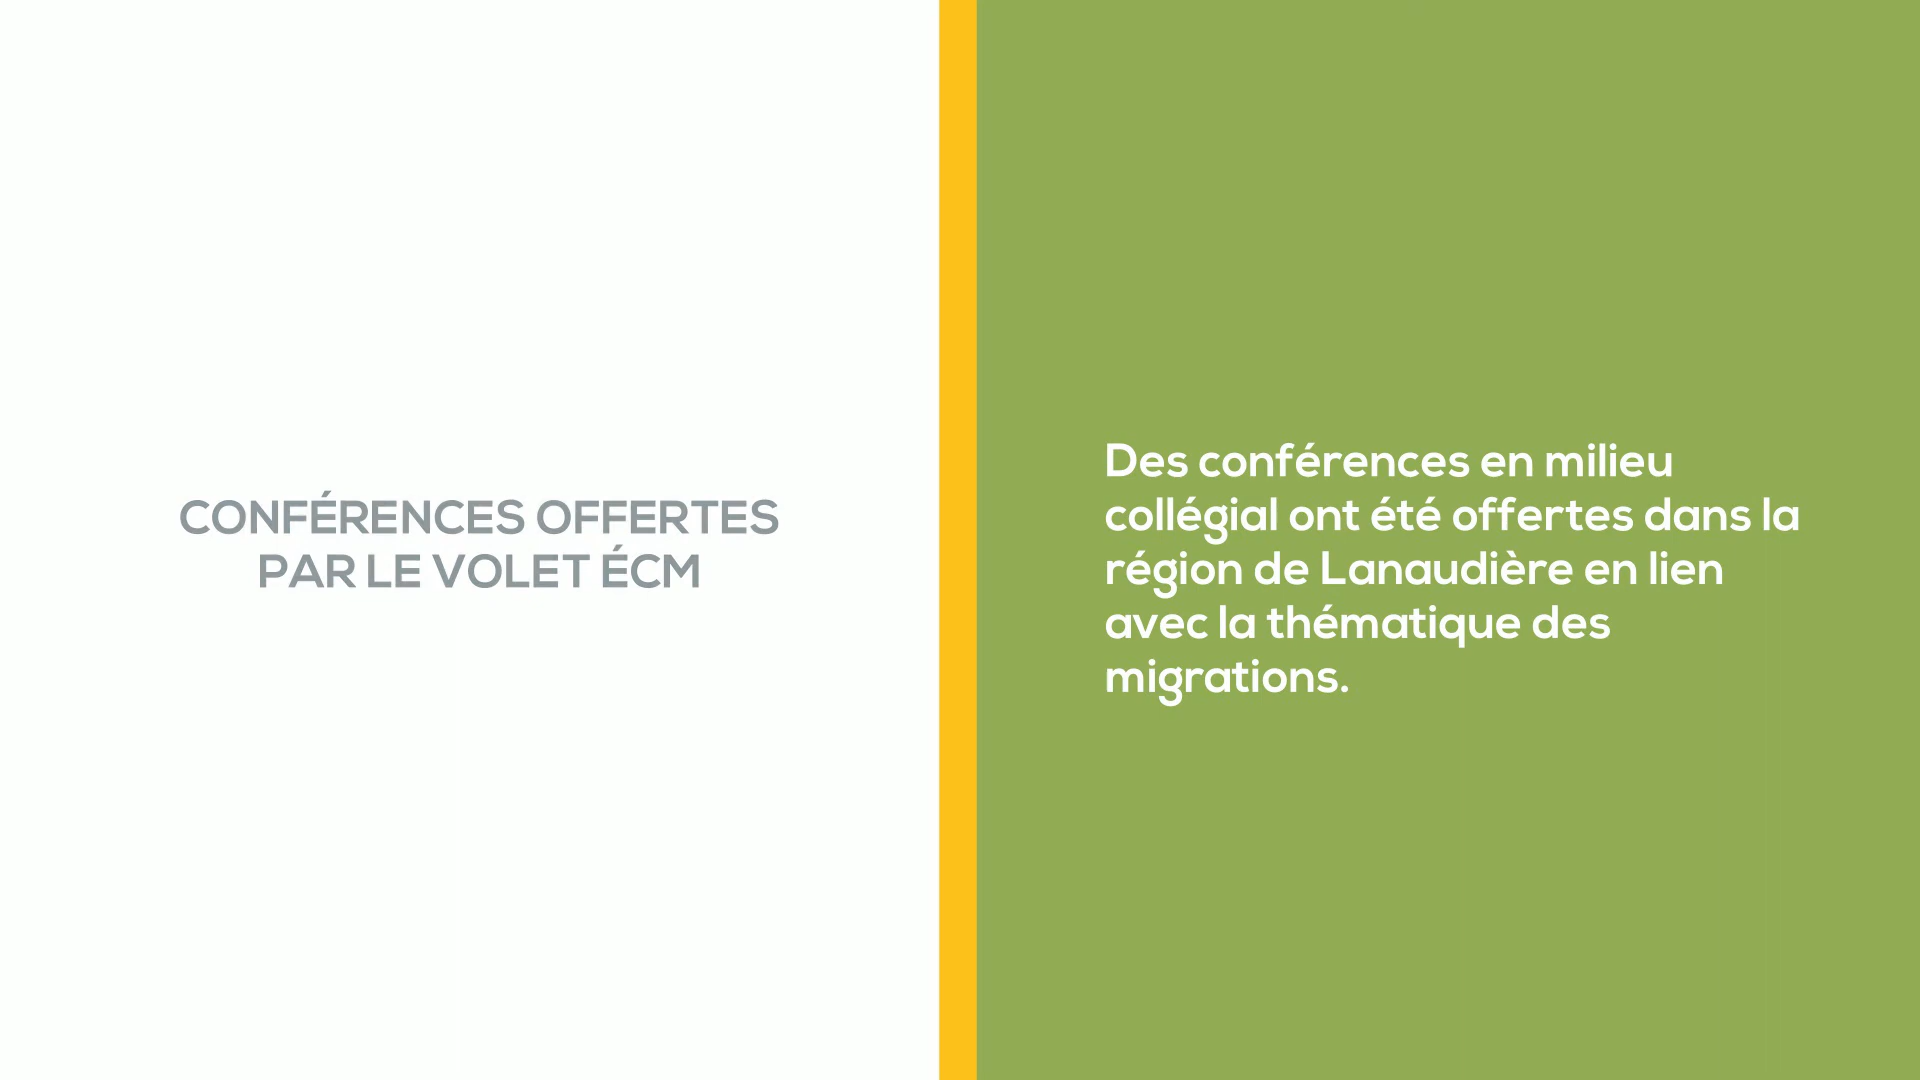 CONFÉRENCES OFFERTES
PAR LE VOLET ÉCM
Des conférences en milieu
collégial ont été offertes dans la
région de Lanaudière en lien
avec la thématique des
migrations.